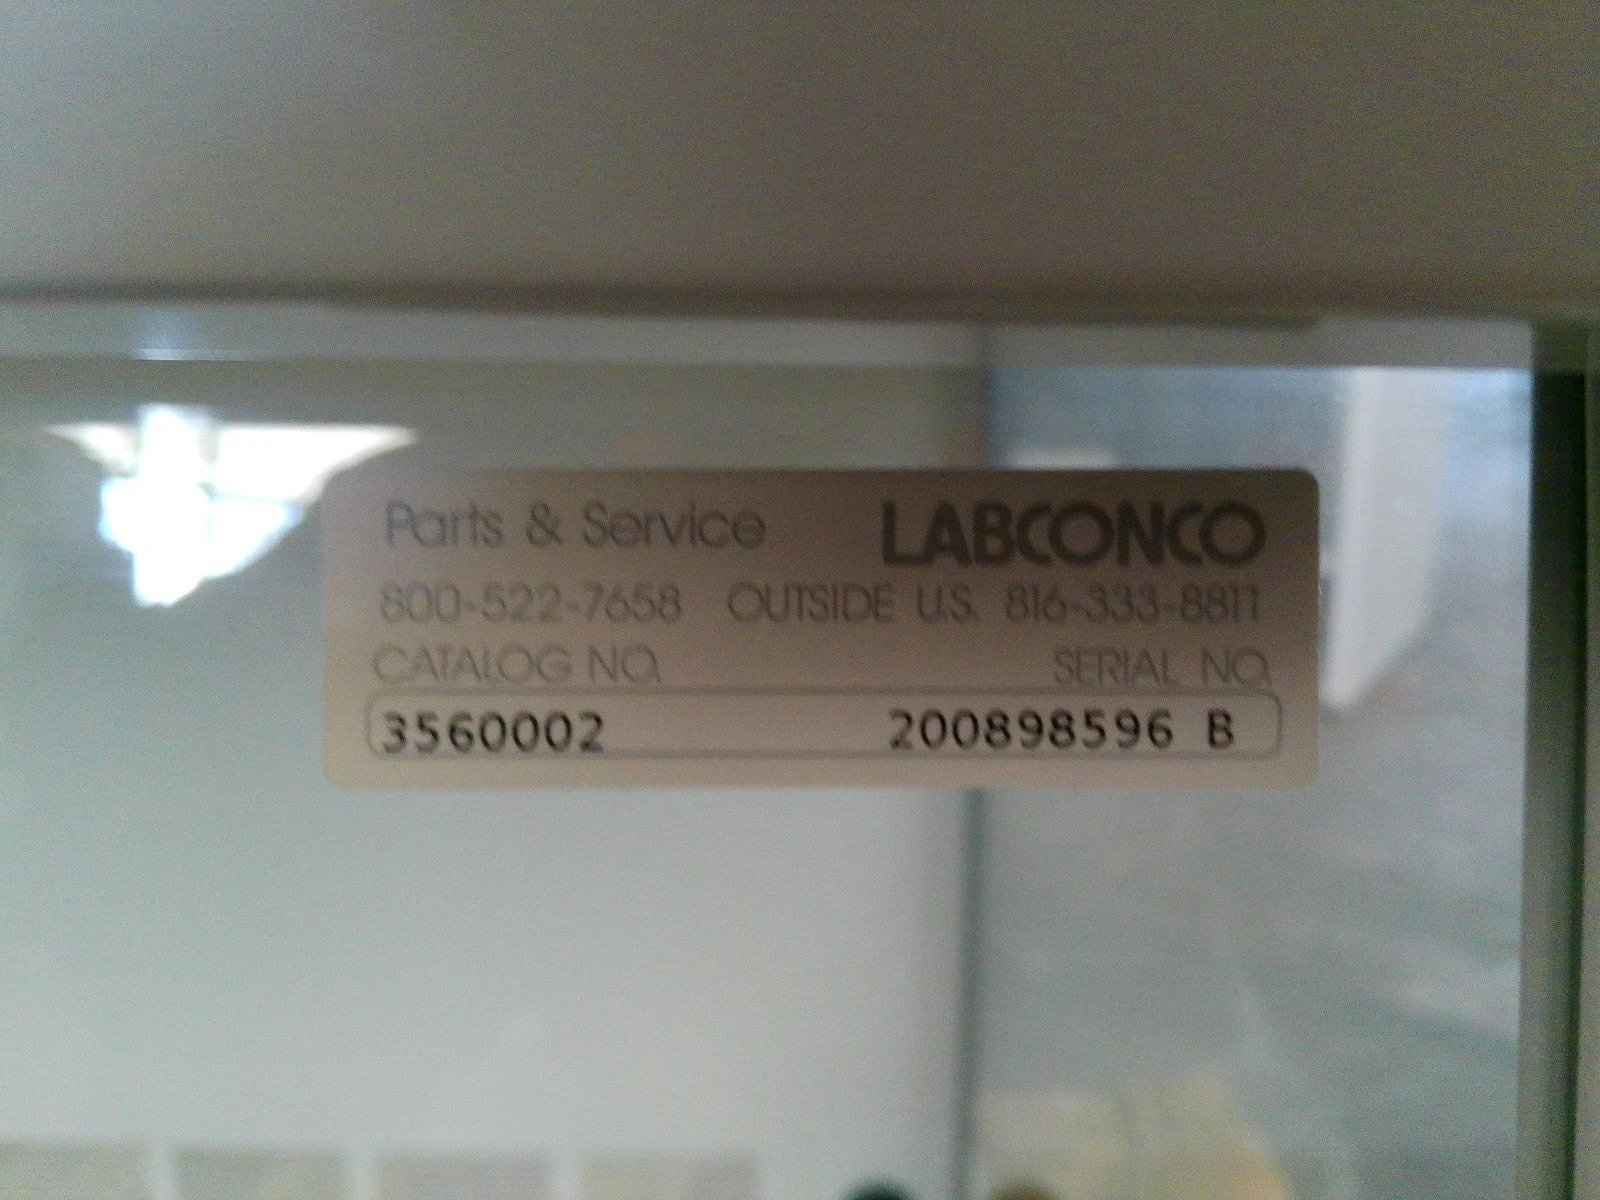 Parts & Service LABCONCO
800-522-7658 OUTSIDE U.S. 816-333-8811
CATALOG NO. SERIAL NO.
3560002 200898596 B